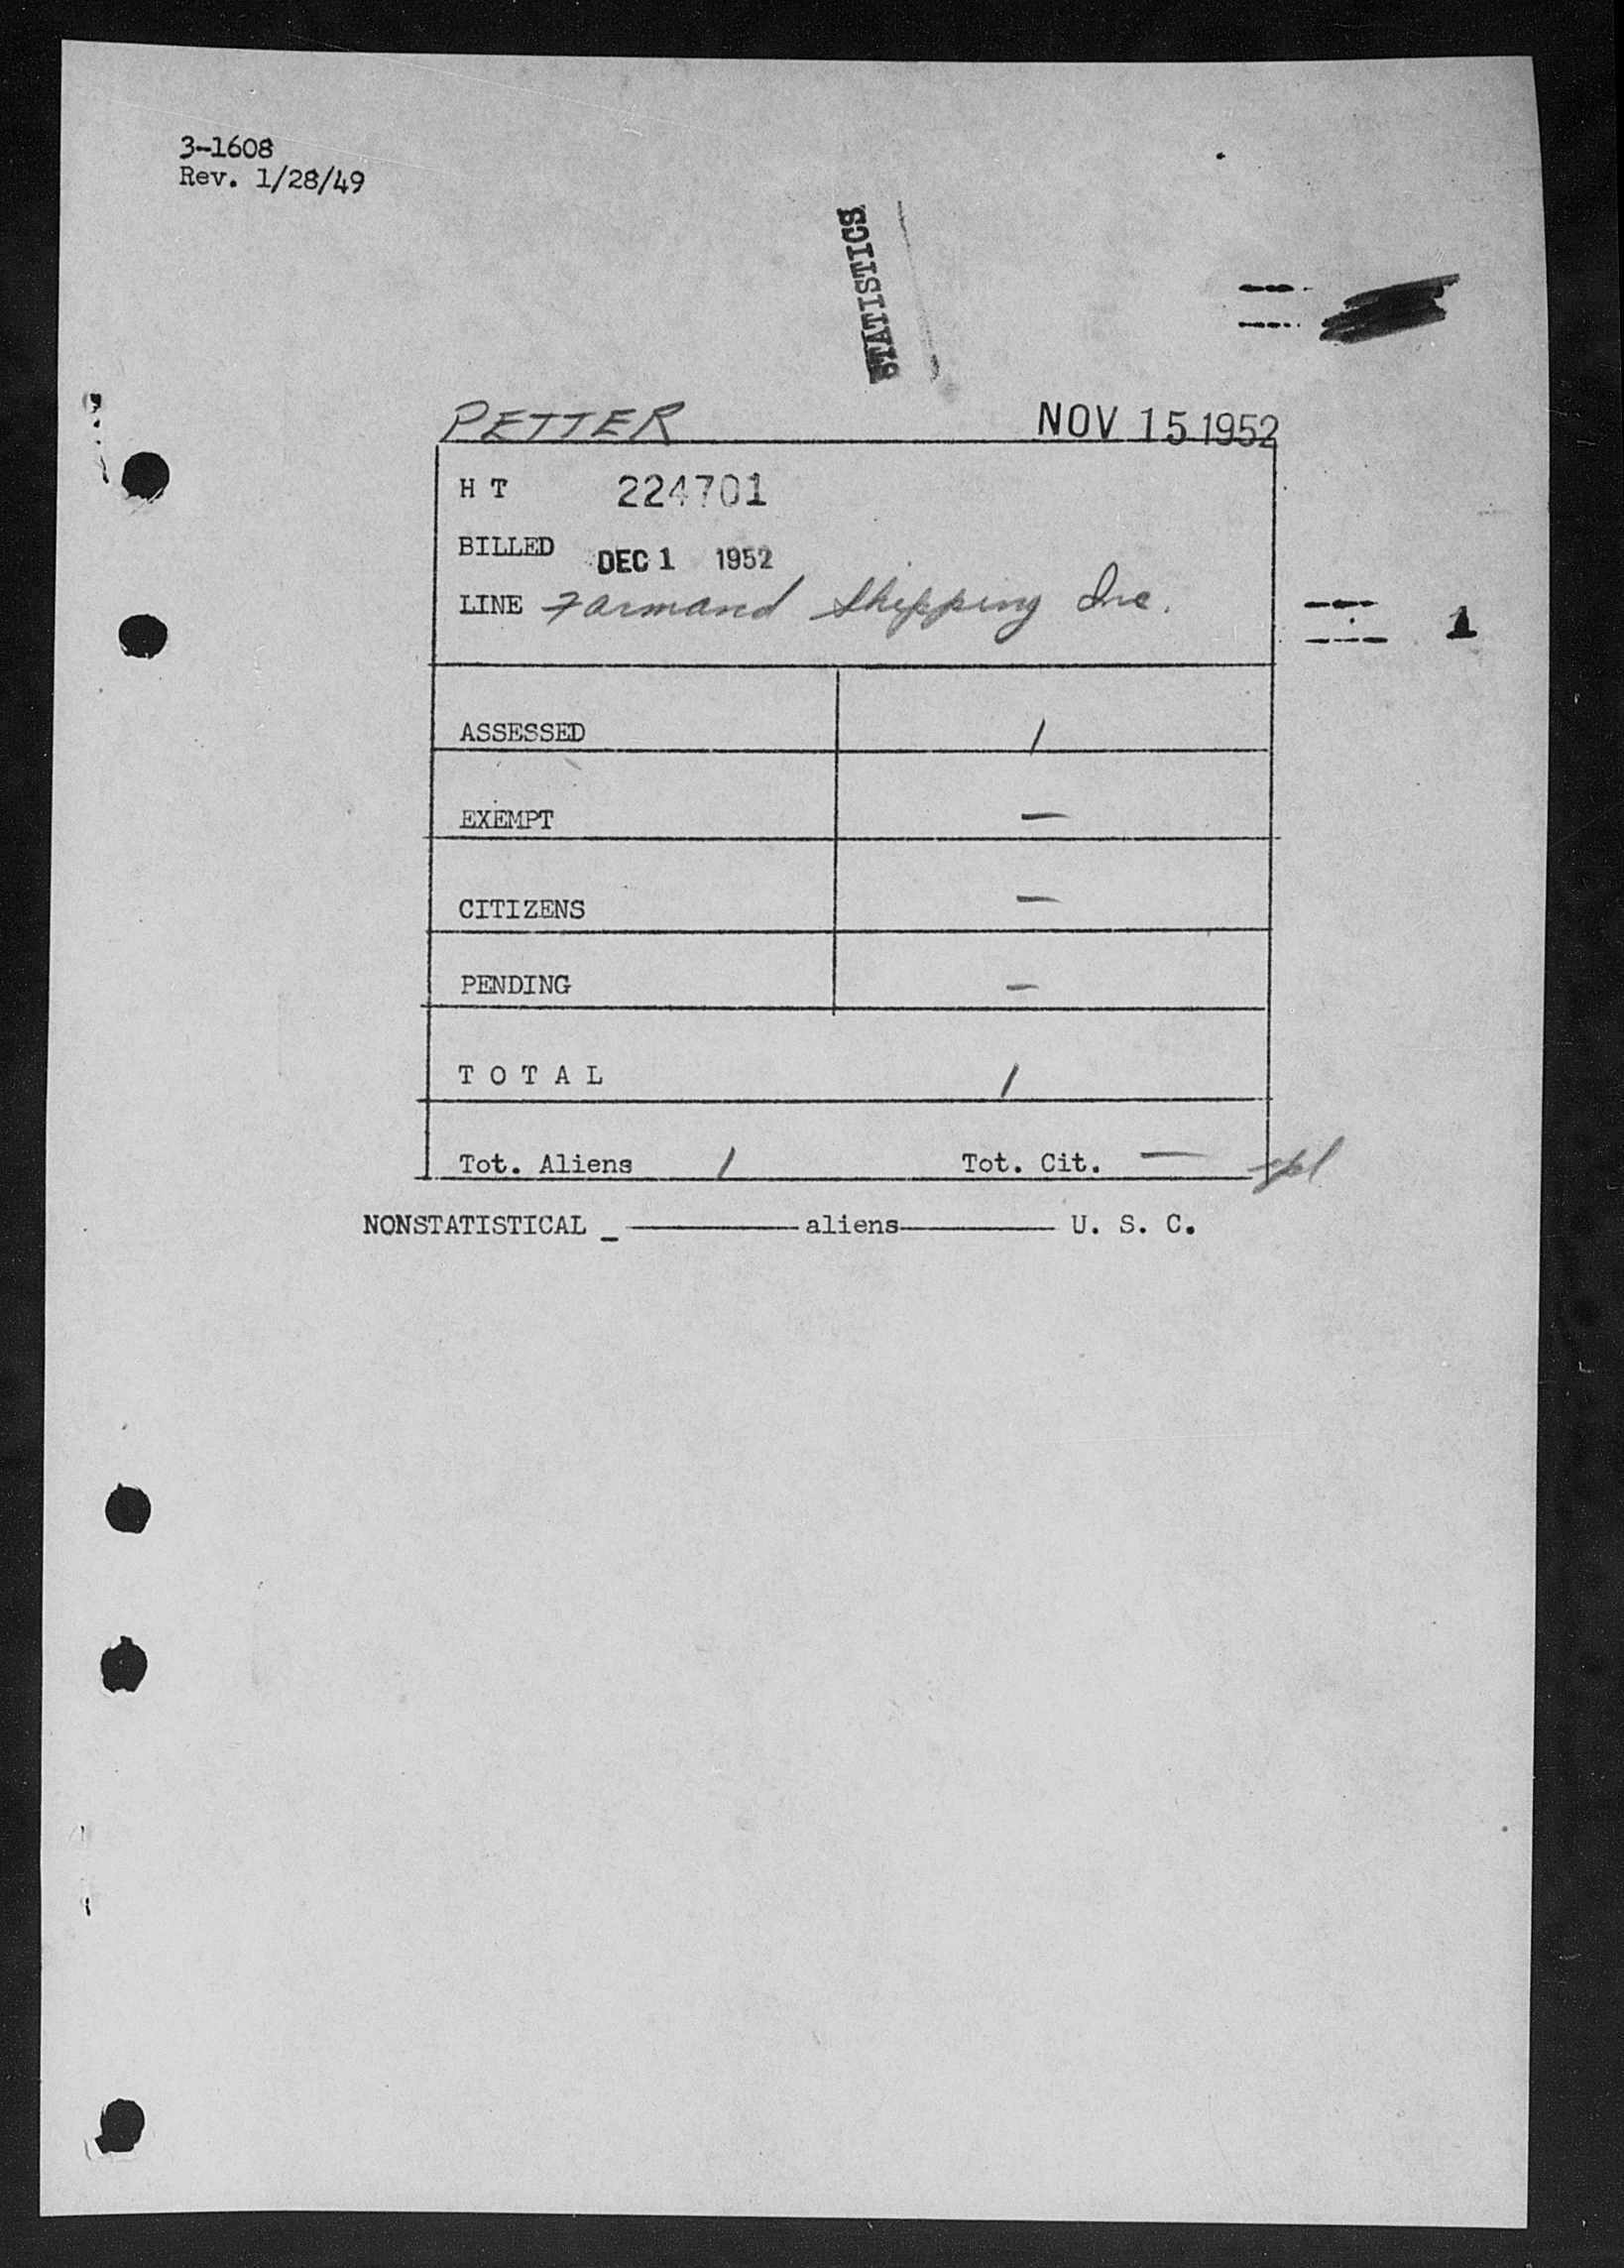 3-1608
Rev. 1/28/49
STATISTICS
PETTER NOV 15 1952
H T 224701
BILLED DEC 1 1952
LINE Farmand Shipping Inc.
1
ASSESSED 1
EXEMPT —
CITIZENS —
PENDING —
T O T A L 1
Tot. Aliens 1 Tot. Cit. —
NONSTATISTICAL _ ———— aliens ———— U. S. C.